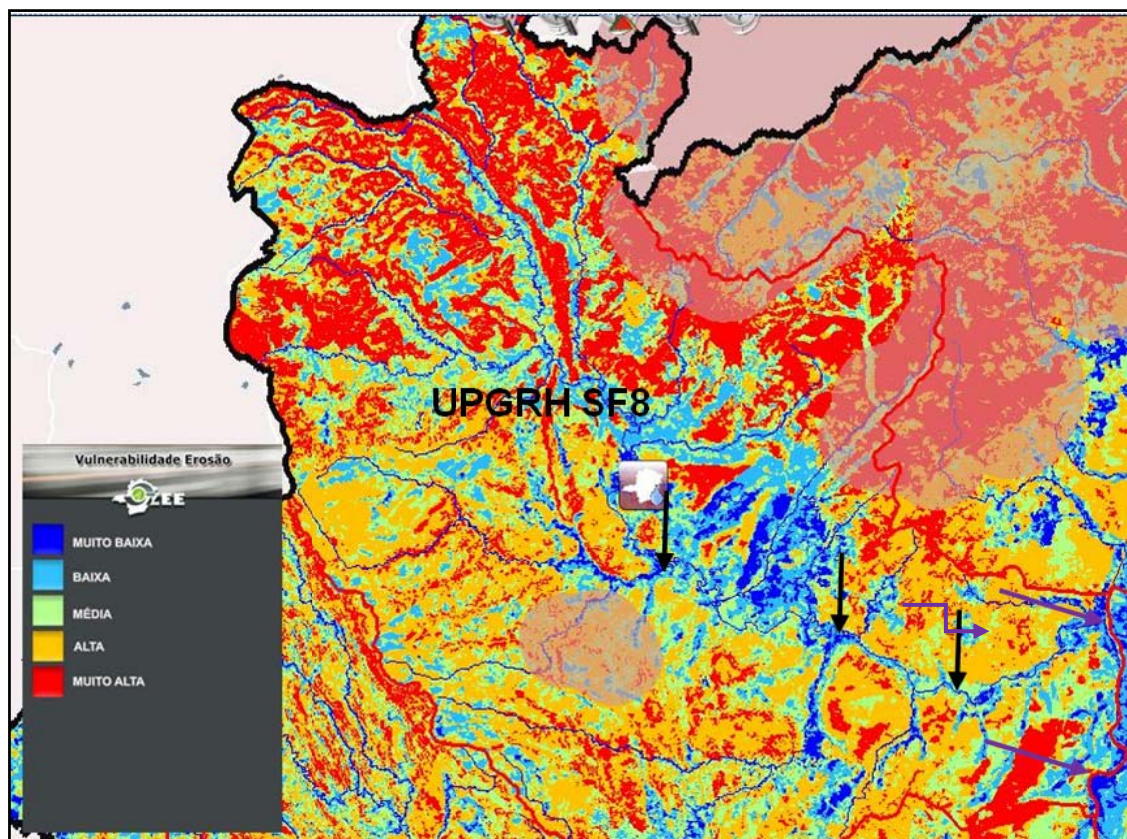 UPGRH SF8
Vulnerabilidade Erosão
ZEE
MUITO BAIXA
BAIXA
MÉDIA
ALTA
MUITO ALTA